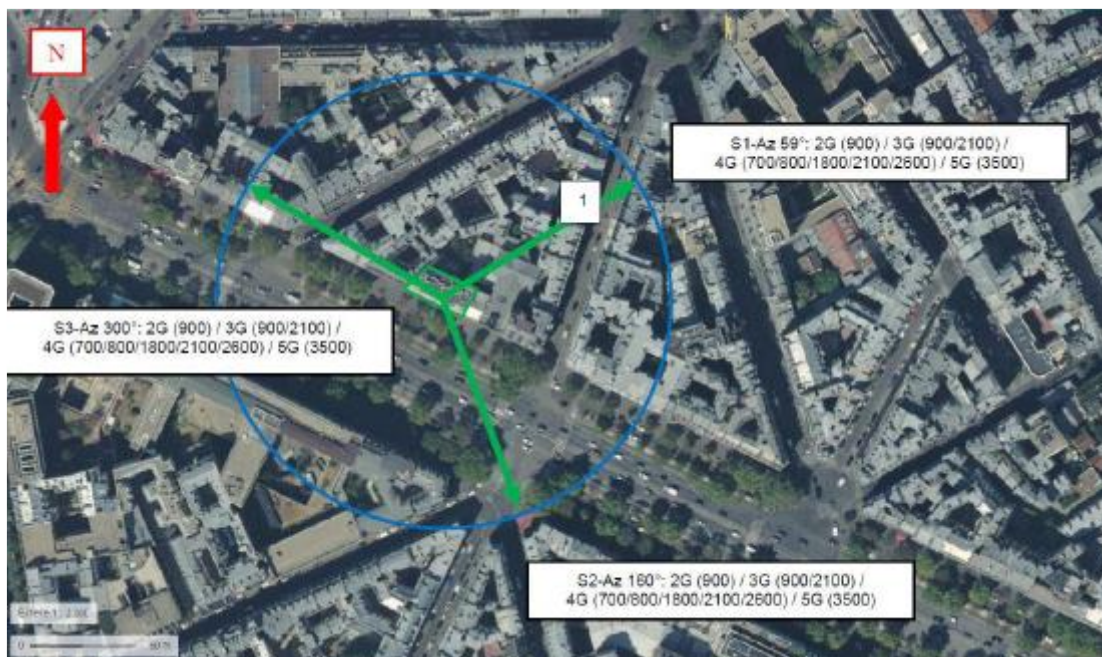 N
S1-Az 59°: 2G (900) / 3G (900/2100) /
4G (700/800/1800/2100/2600) / 5G (3500)
1
S3-Az 300°: 2G (900) / 3G (900/2100) /
4G (700/800/1800/2100/2600) / 5G (3500)
S2-Az 160°: 2G (900) / 3G (900/2100) /
4G (700/800/1800/2100/2600) / 5G (3500)
0